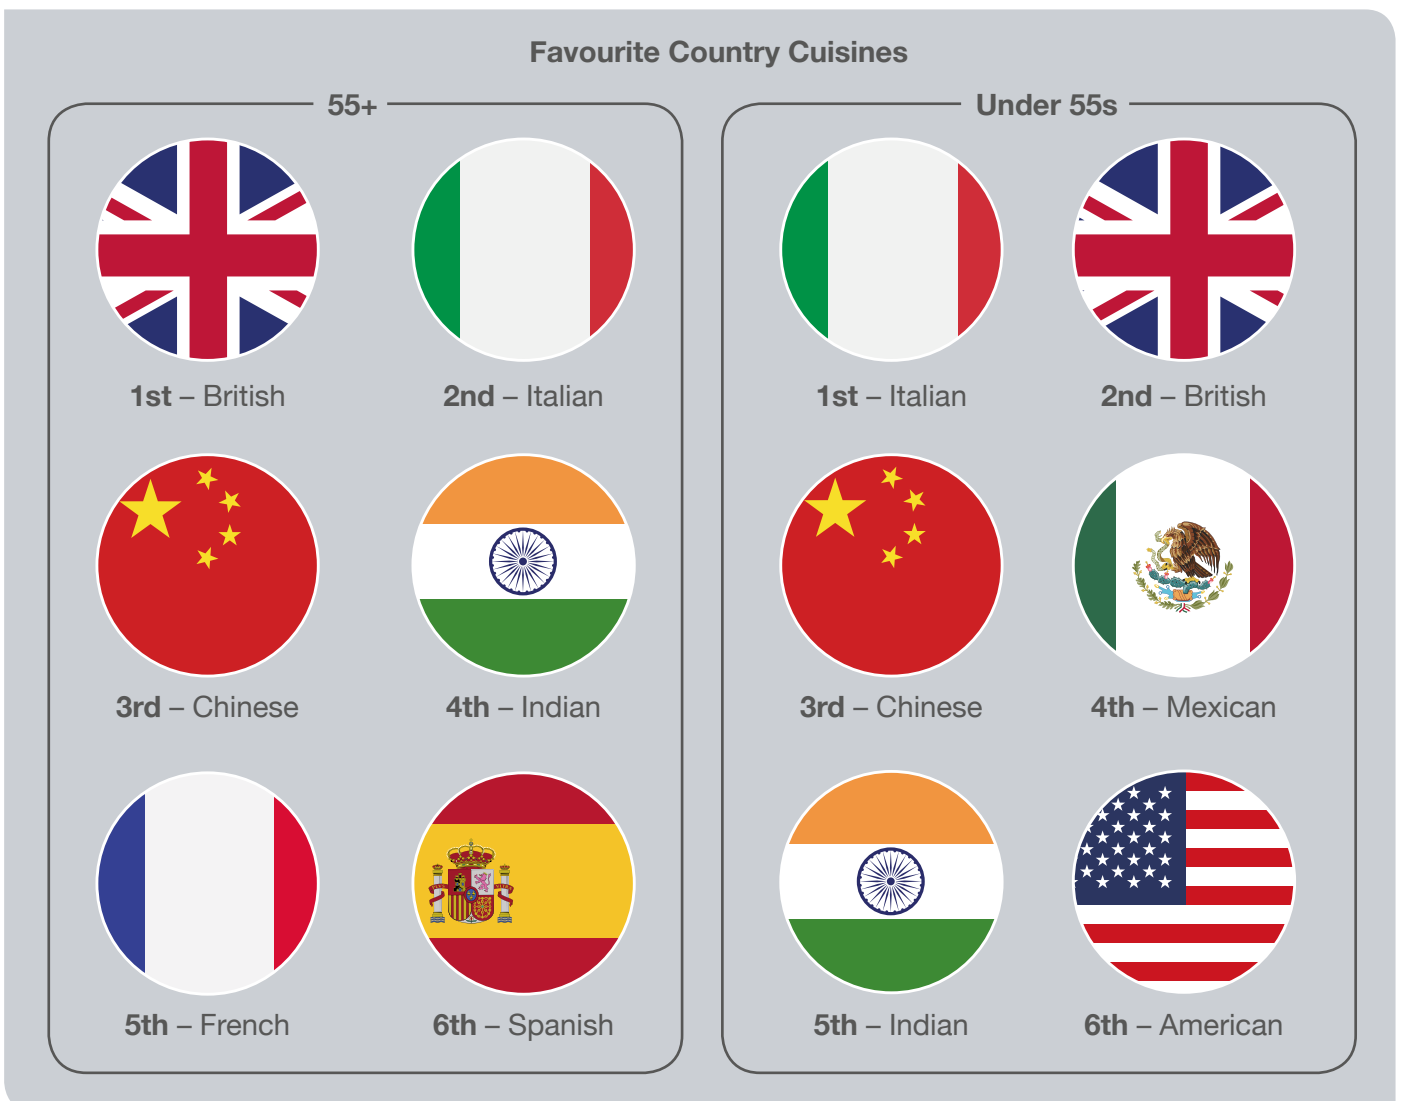 Favourite Country Cuisines
55+
1st – British
2nd – Italian
3rd – Chinese
4th – Indian
5th – French
6th – Spanish
Under 55s
1st – Italian
2nd – British
3rd – Chinese
4th – Mexican
5th – Indian
6th – American